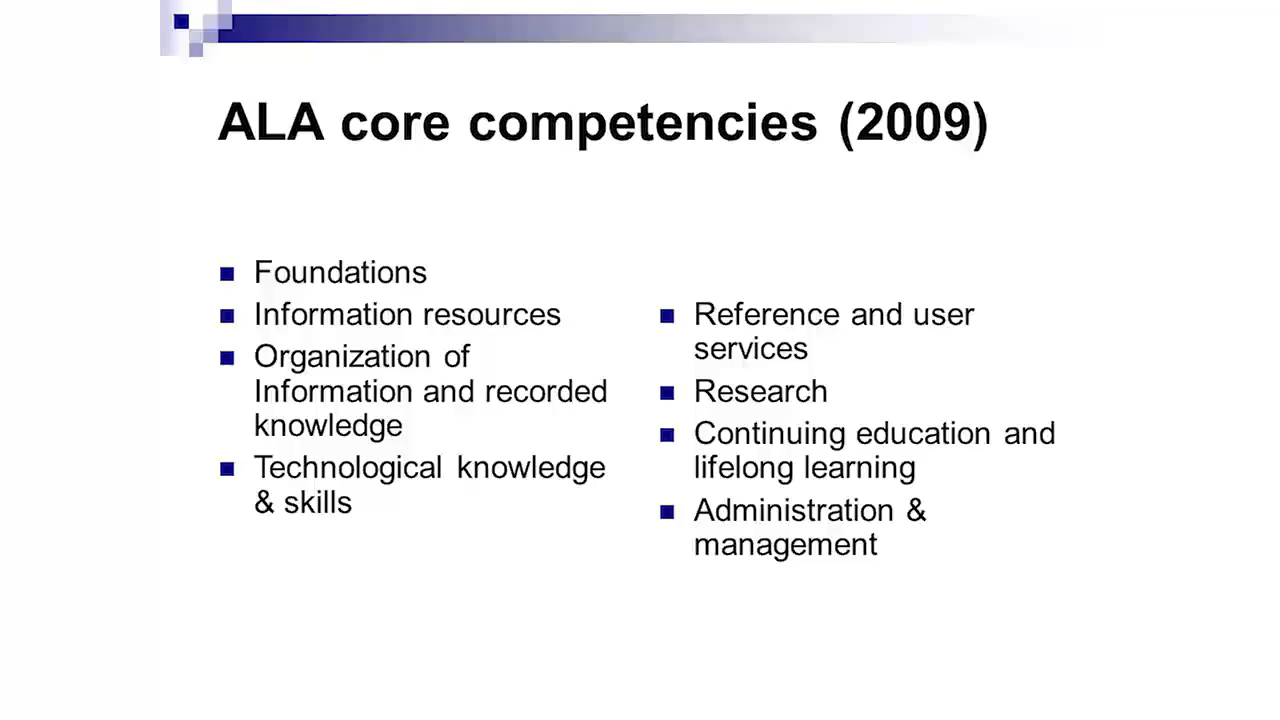 ALA core competencies (2009)
Foundations
Information resources
Organization of
Information and recorded
knowledge
Technological knowledge
& skills
Reference and user
services
Research
Continuing education and
lifelong learning
Administration &
management